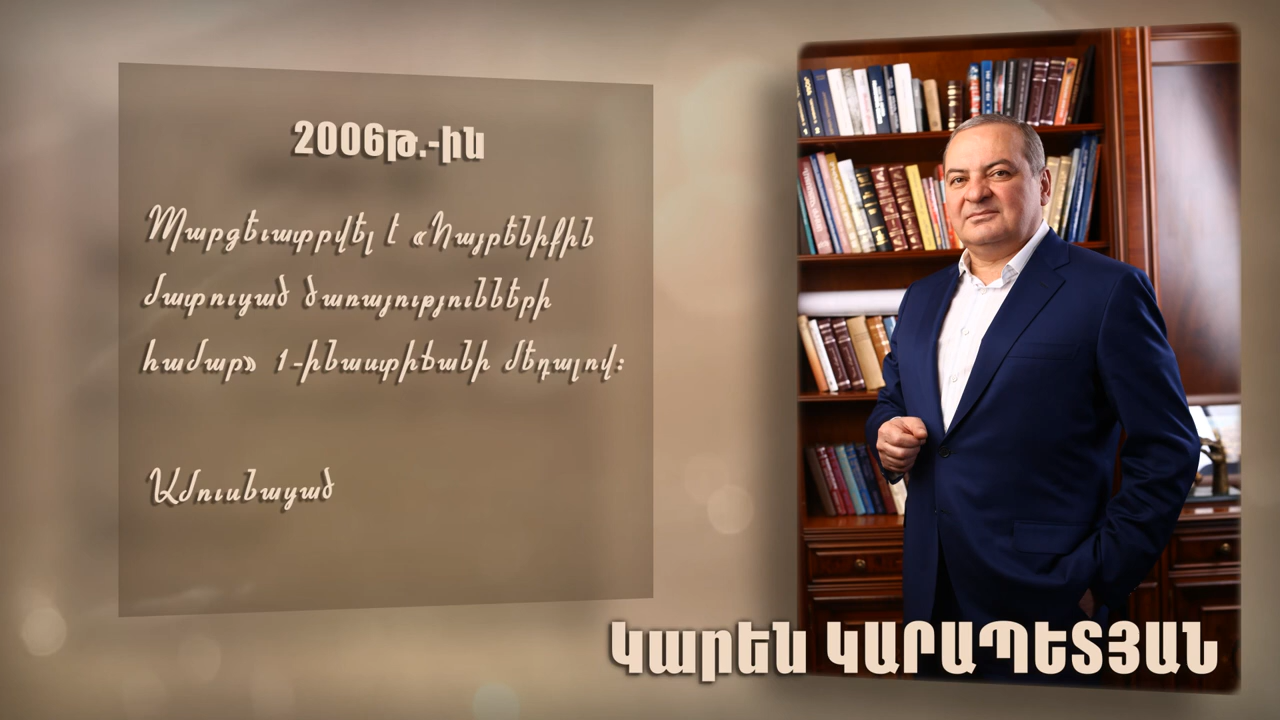 2006թ.-ին
Պարգեւատրվել է «Հայրենիքին
մատուցած ծառայությունների
համար» 1-ին աստիճանի մեդալով:
Ամուսնացած
Կարեն ԿԱՐԱՊԵՏՅԱՆ